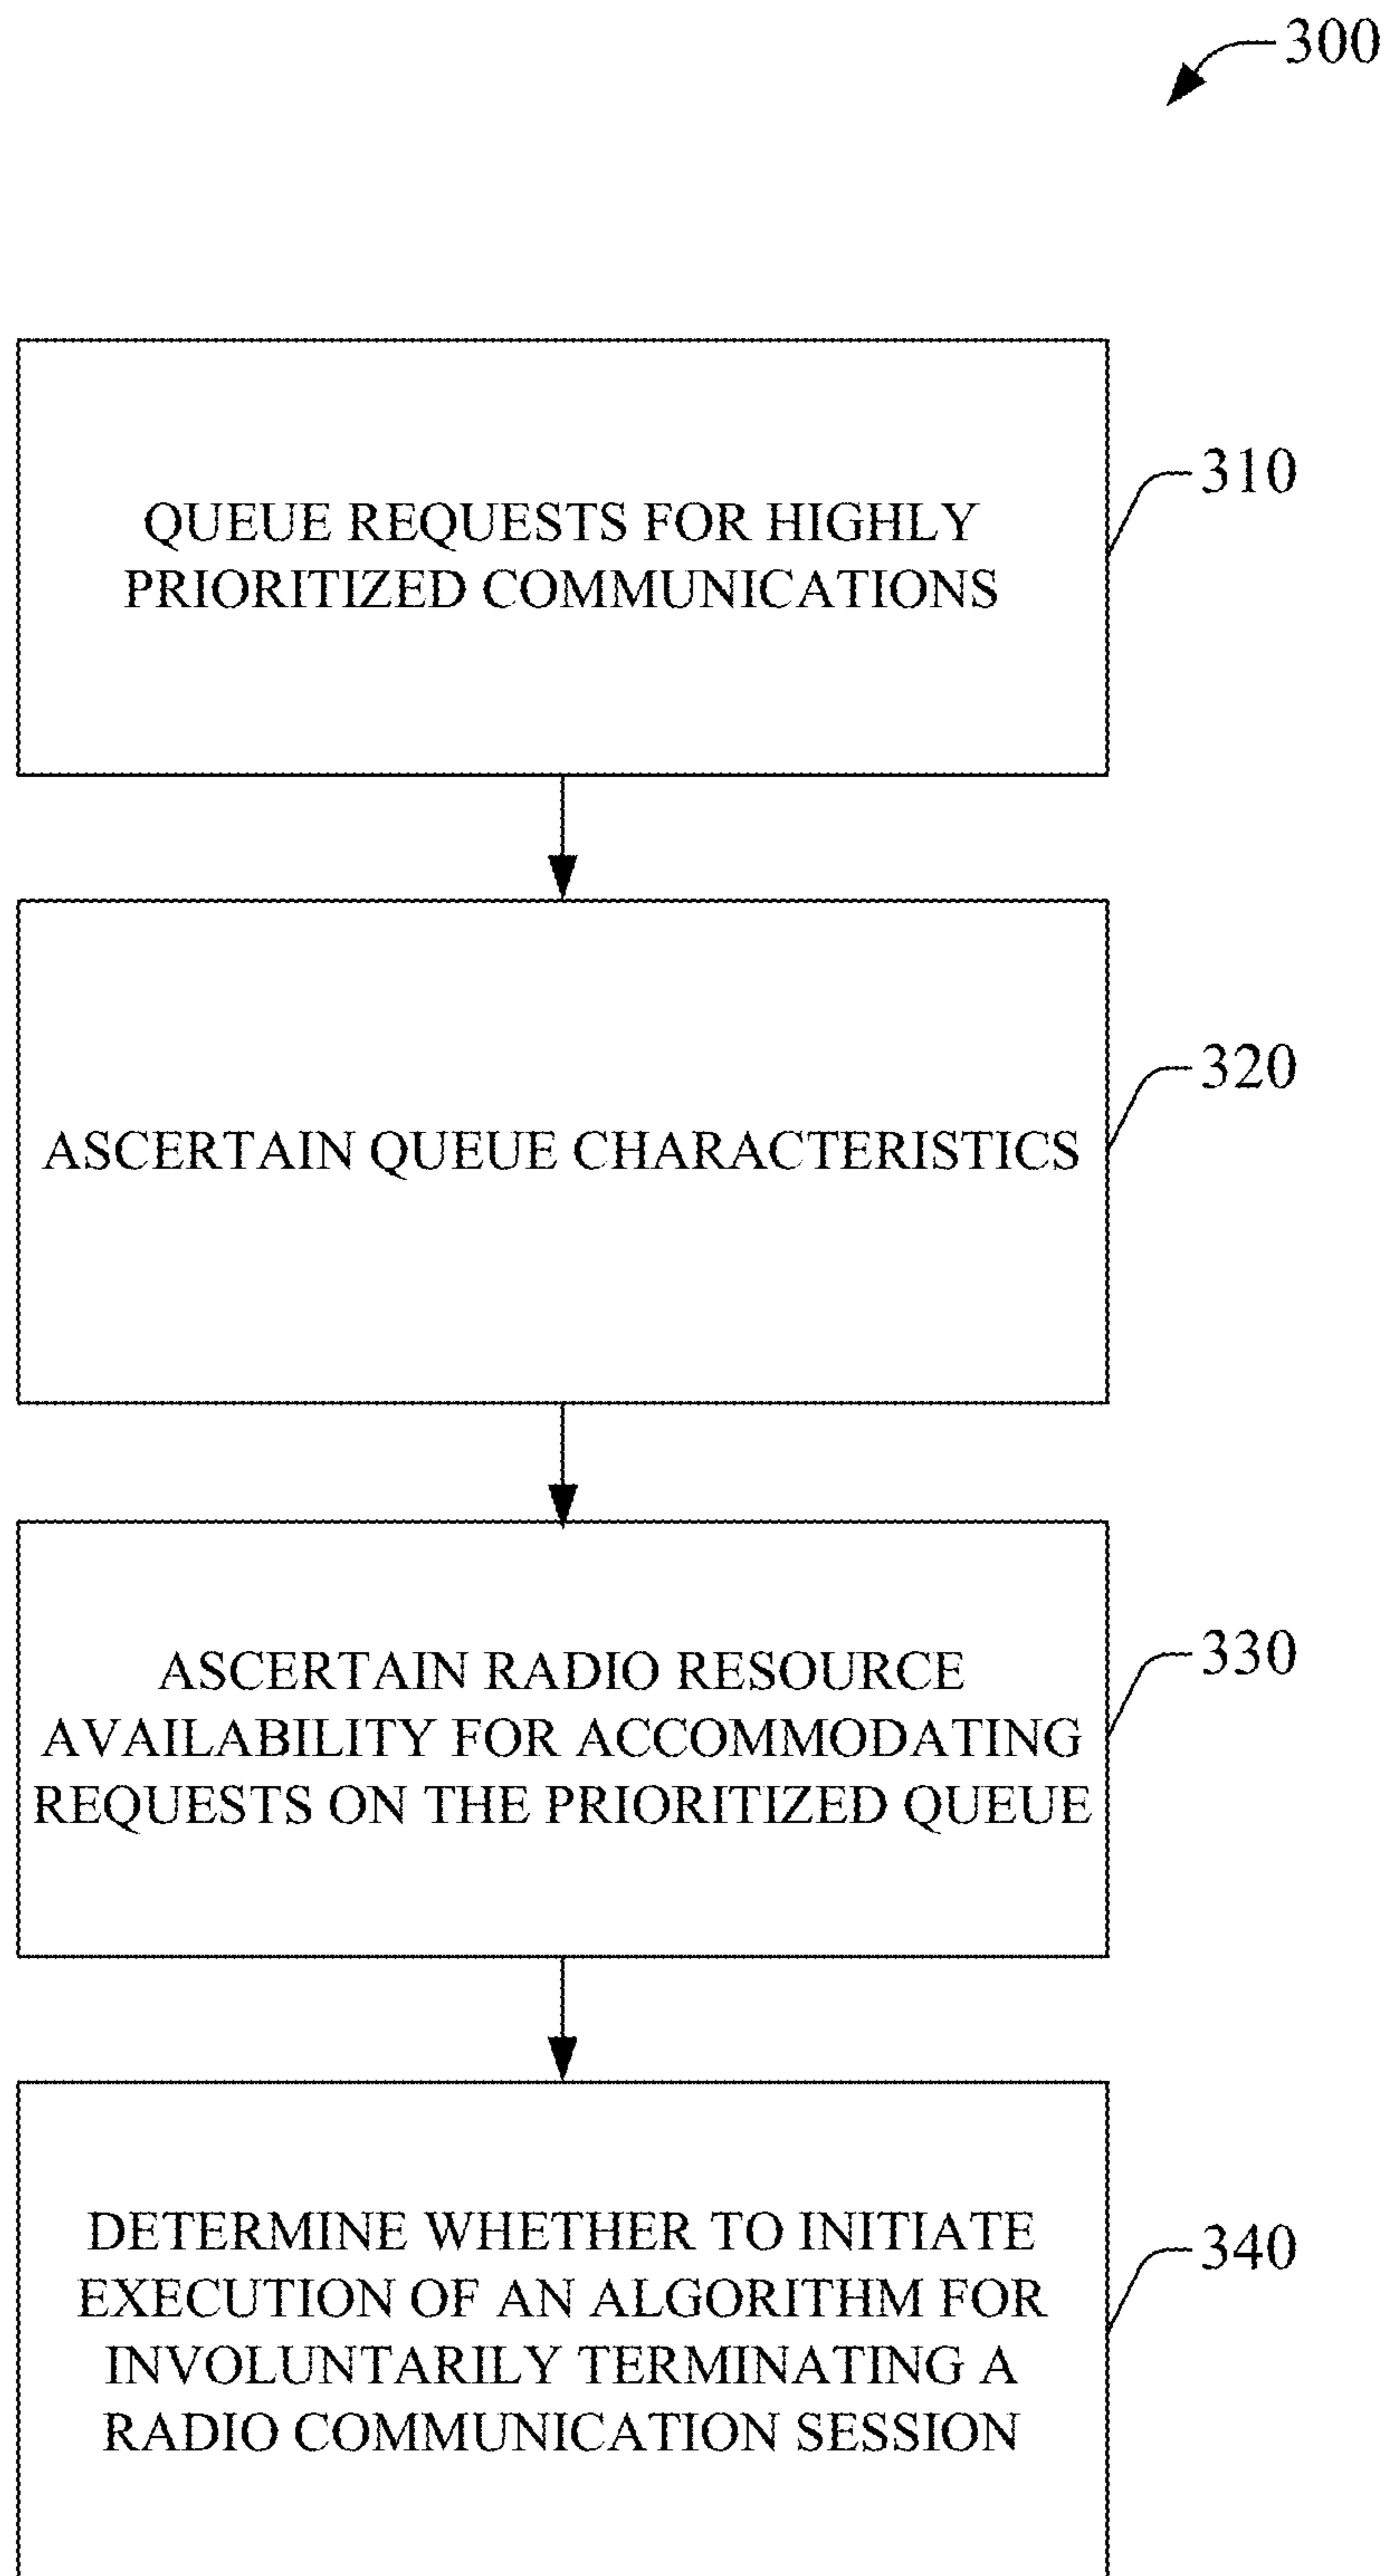 300
QUEUE REQUESTS FOR HIGHLY
PRIORITIZED COMMUNICATIONS
310
ASCERTAIN QUEUE CHARACTERISTICS
320
ASCERTAIN RADIO RESOURCE
AVAILABILITY FOR ACCOMMODATING
REQUESTS ON THE PRIORITIZED QUEUE
330
DETERMINE WHETHER TO INITIATE
EXECUTION OF AN ALGORITHM FOR
INVOLUNTARILY TERMINATING A
RADIO COMMUNICATION SESSION
340